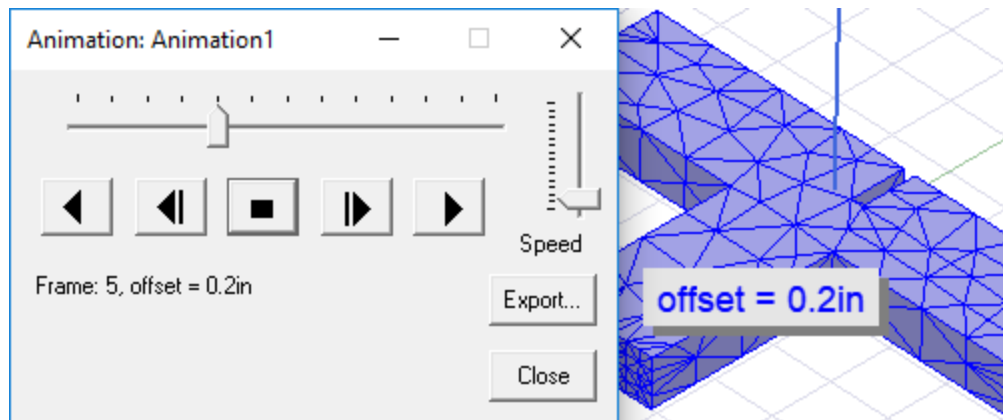 Animation: Animation1
Speed
Frame: 5, offset = 0.2in
Export...
Close
offset = 0.2in